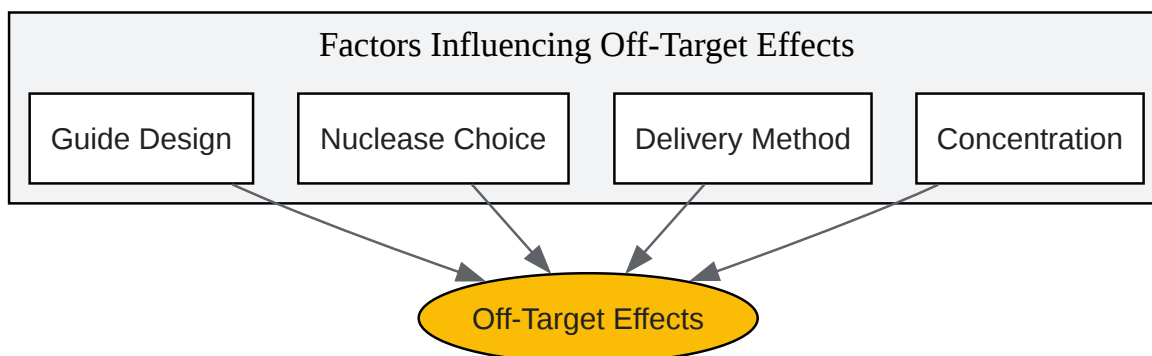 Factors Influencing Off-Target Effects
Guide Design
Nuclease Choice
Delivery Method
Concentration
Off-Target Effects